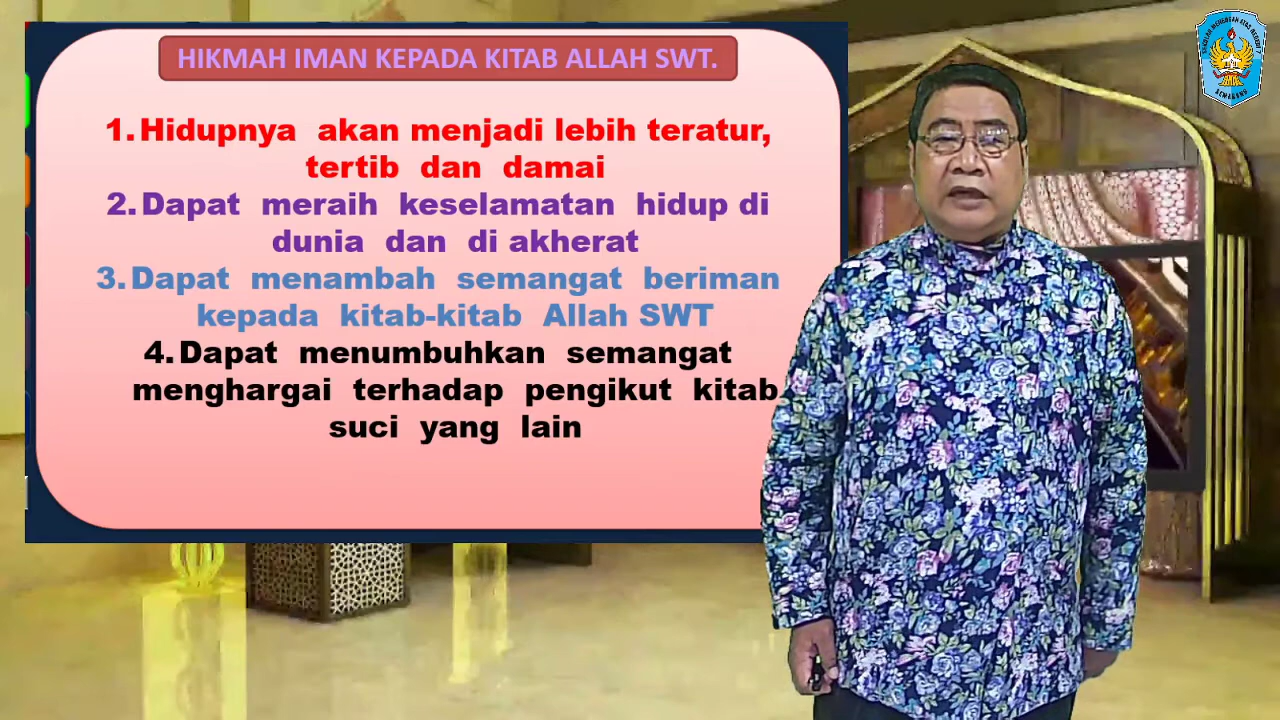 HIKMAH IMAN KEPADA KITAB ALLAH SWT.
1. Hidupnya akan menjadi lebih teratur,
tertib dan damai
2. Dapat meraih keselamatan hidup di
dunia dan di akherat
3. Dapat menambah semangat beriman
kepada kitab-kitab Allah SWT
4. Dapat menumbuhkan semangat
menghargai terhadap pengikut kitab
suci yang lain
SEMARANG